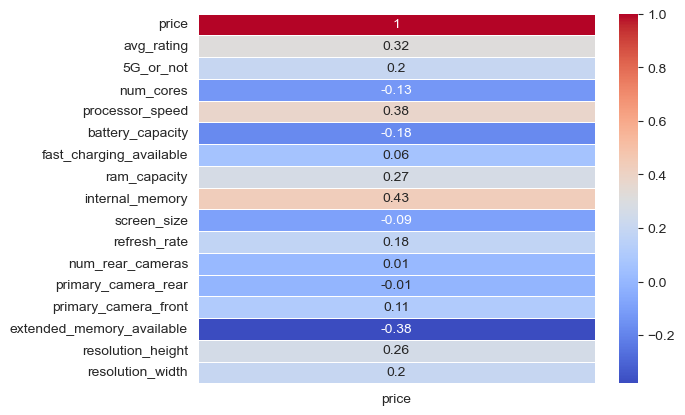 price 1
avg_rating 0.32
5G_or_not 0.2
num_cores -0.13
processor_speed 0.38
battery_capacity -0.18
fast_charging_available 0.06
ram_capacity 0.27
internal_memory 0.43
screen_size -0.09
refresh_rate 0.18
num_rear_cameras 0.01
primary_camera_rear -0.01
primary_camera_front 0.11
extended_memory_available -0.38
resolution_height 0.26
resolution_width 0.2
price
1.0
0.8
0.6
0.4
0.2
0.0
−0.2